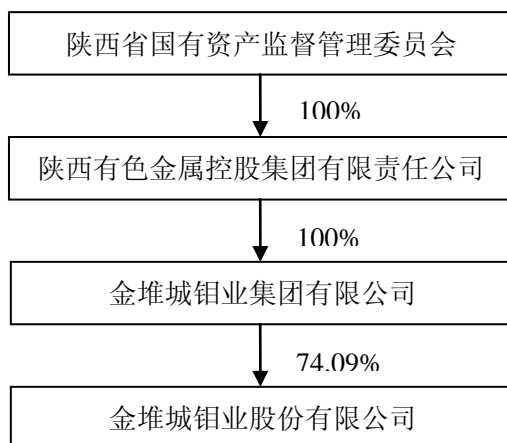 陕西省国有资产监督管理委员会
100%
陕西有色金属控股集团有限责任公司
100%
金堆城钼业集团有限公司
74.09%
金堆城钼业股份有限公司